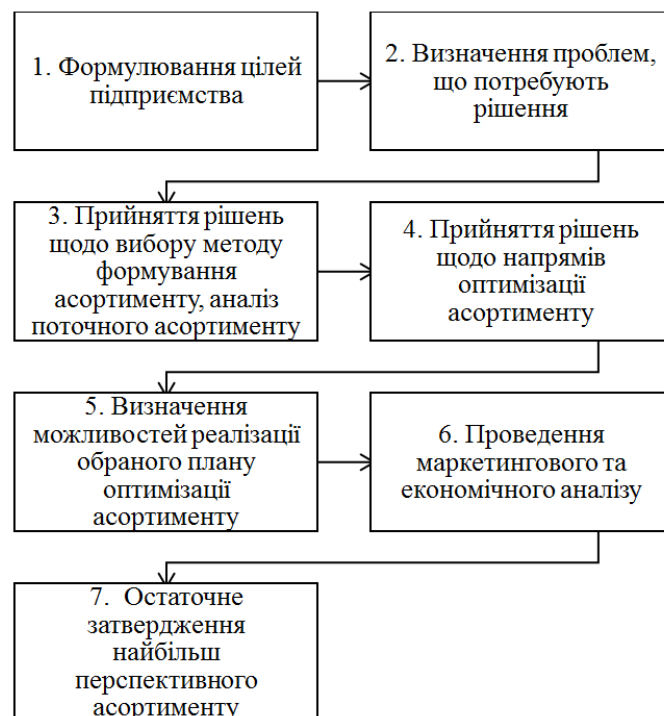 1. Формулювання цілей
підприємства
2. Визначення проблем,
що потребують
рішення
3. Прийняття рішень
щодо вибору методу
формування
асортименту, аналіз
поточного асортименту
4. Прийняття рішень
щодо напрямів
оптимізації
асортименту
5. Визначення
можливостей реалізації
обраного плану
оптимізації
асортименту
6. Проведення
маркетингового та
економічного аналізу
7. Остаточне
затвердження
найбільш
перспективного
асортименту